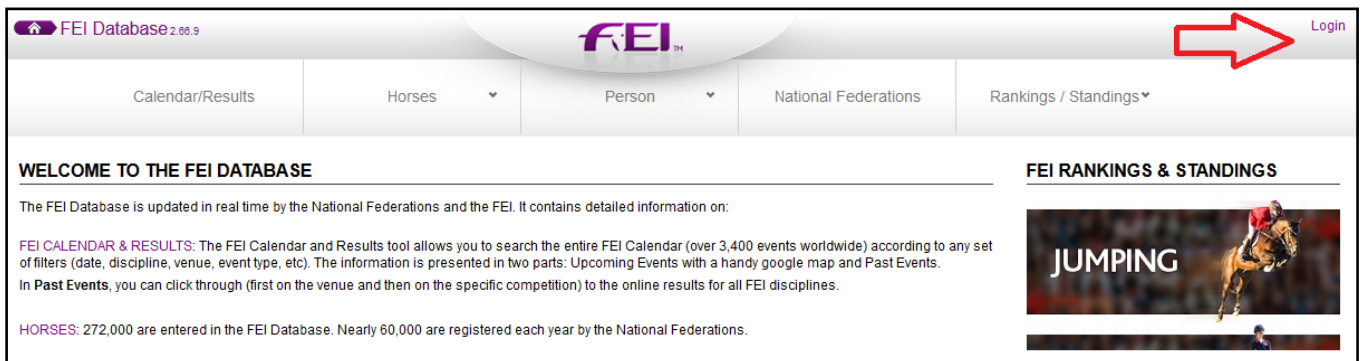 FEI Database 2.66.9
FEI TM
Login
Calendar/Results
Horses
Person
National Federations
Rankings / Standings
WELCOME TO THE FEI DATABASE
The FEI Database is updated in real time by the National Federations and the FEI. It contains detailed information on:
FEI CALENDAR & RESULTS: The FEI Calendar and Results tool allows you to search the entire FEI Calendar (over 3,400 events worldwide) according to any set
of filters (date, discipline, venue, event type, etc). The information is presented in two parts: Upcoming Events with a handy google map and Past Events.
In Past Events, you can click through (first on the venue and then on the specific competition) to the online results for all FEI disciplines.
HORSES: 272,000 are entered in the FEI Database. Nearly 60,000 are registered each year by the National Federations.
FEI RANKINGS & STANDINGS
JUMPING